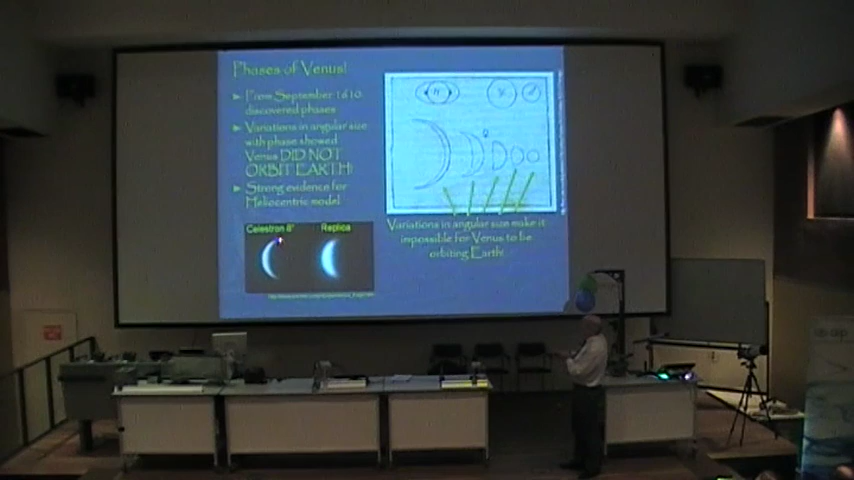 Phases of Venus!
From September 1610
discovered phases
Variations in angular size
with phase showed
Venus DID NOT
ORBIT EARTH!
Strong evidence for
Heliocentric model
Celestron 8" Replica
Variations in angular size make it
impossible for Venus to be
orbiting Earth!